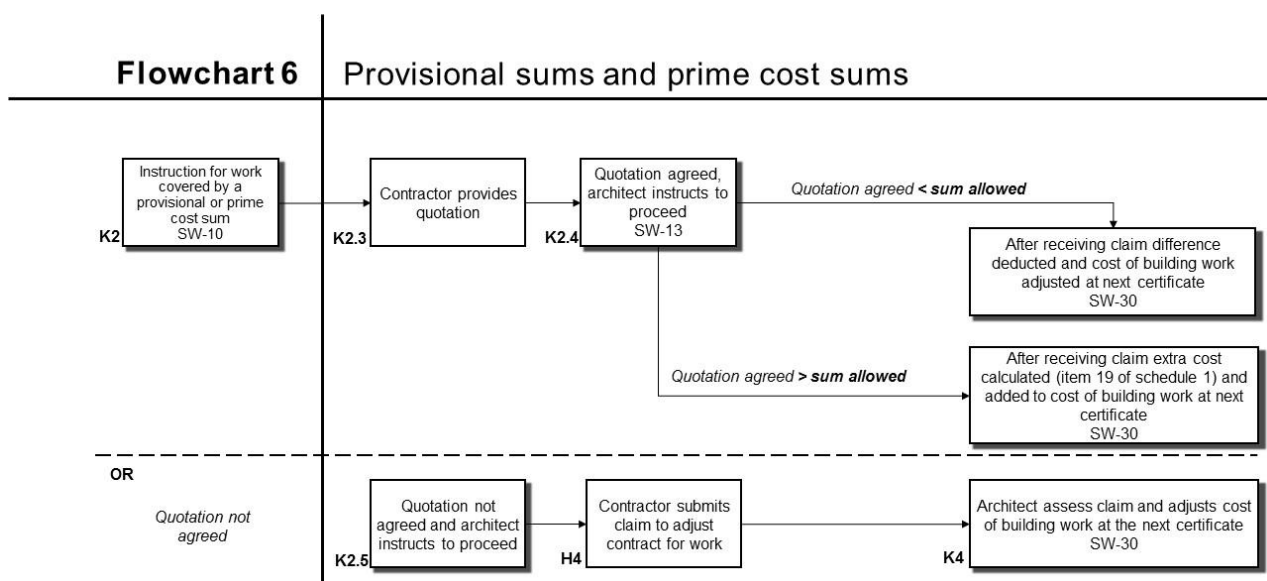 Flowchart 6
Provisional sums and prime cost sums
Instruction for work
covered by a
provisional or prime
cost sum
SW-10
K2
Contractor provides
quotation
K2.3
Quotation agreed,
architect instructs to
proceed
SW-13
K2.4
Quotation agreed < sum allowed
After receiving claim difference
deducted and cost of building work
adjusted at next certificate
SW-30
Quotation agreed > sum allowed
After receiving claim extra cost
calculated (item 19 of schedule 1) and
added to cost of building work at next
certificate
SW-30
OR
Quotation not
agreed
Quotation not
agreed and architect
instructs to proceed
K2.5
Contractor submits
claim to adjust
contract for work
H4
Architect assess claim and adjusts cost
of building work at the next certificate
SW-30
K4